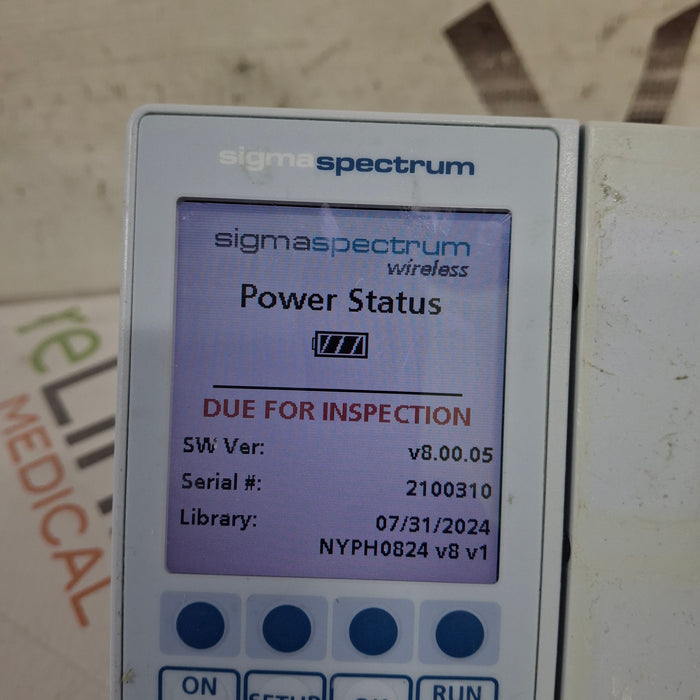 sigmaspectrum
sigmaspectrum
wireless
Power Status
DUE FOR INSPECTION
SW Ver: v8.00.05
Serial #: 2100310
Library: 07/31/2024
NYPH0824 v8 v1
ON
RUN
MEDICAL